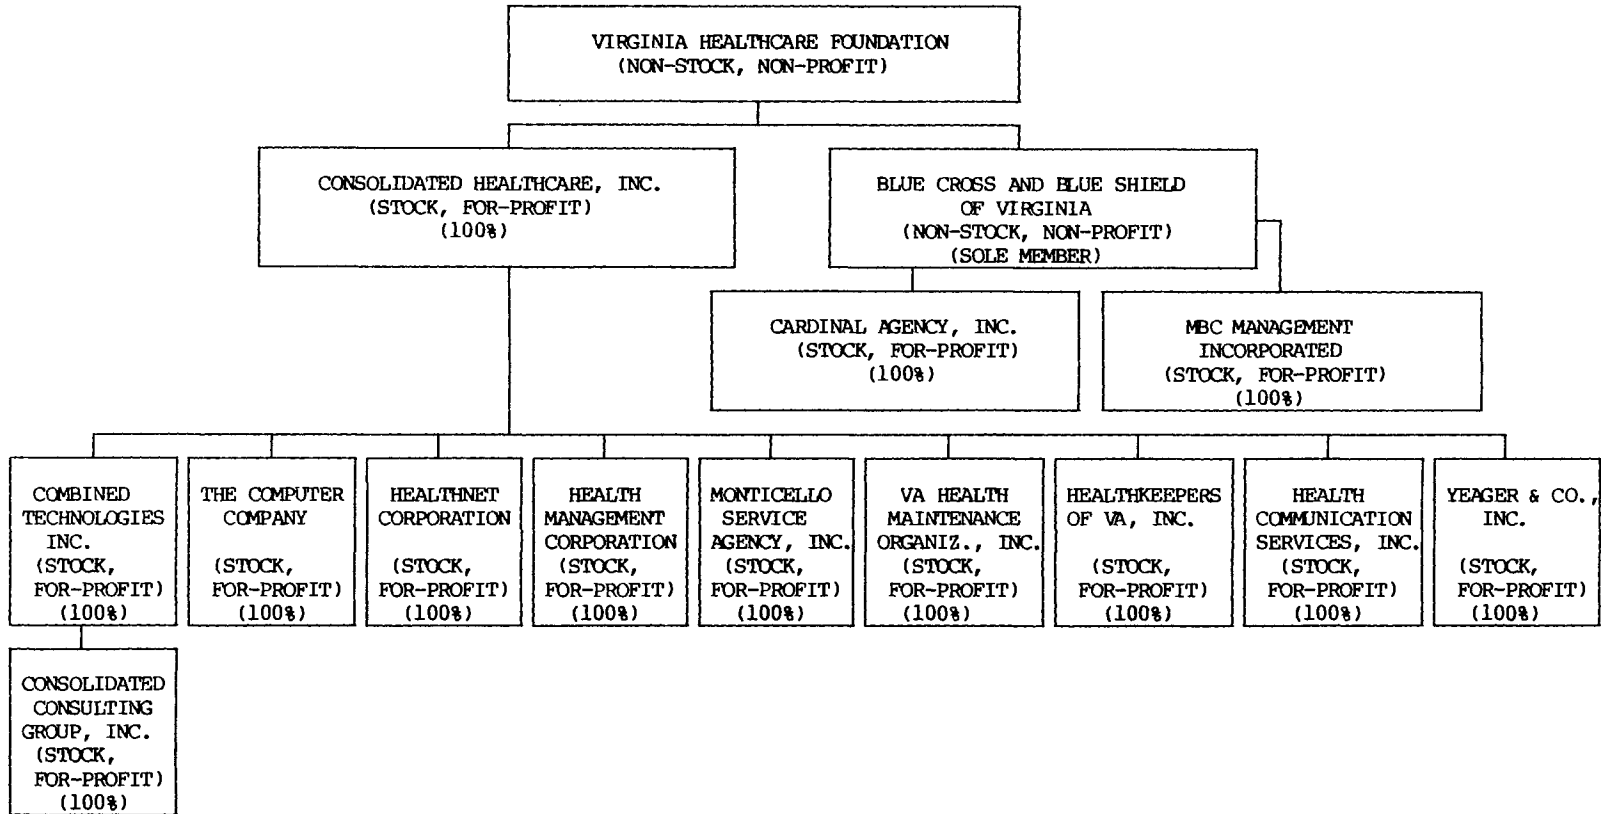 VIRGINIA HEALTHCARE FOUNDATION
(NON-STOCK, NON-PROFIT)
CONSOLIDATED HEALTHCARE, INC.
(STOCK, FOR-PROFIT)
(100%)
BLUE CROSS AND BLUE SHIELD
OF VIRGINIA
(NON-STOCK, NON-PROFIT)
(SOLE MEMBER)
CARDINAL AGENCY, INC.
(STOCK, FOR-PROFIT)
(100%)
MBC MANAGEMENT
INCORPORATED
(STOCK, FOR-PROFIT)
(100%)
COMBINED
TECHNOLOGIES
INC.
(STOCK,
FOR-PROFIT)
(100%)
THE COMPUTER
COMPANY
(STOCK,
FOR-PROFIT)
(100%)
HEALTHNET
CORPORATION
(STOCK,
FOR-PROFIT)
(100%)
HEALTH
MANAGEMENT
CORPORATION
(STOCK,
FOR-PROFIT)
(100%)
MONTICELLO
SERVICE
AGENCY, INC.
(STOCK,
FOR-PROFIT)
(100%)
VA HEALTH
MAINTENANCE
ORGANIZ., INC.
(STOCK,
FOR-PROFIT)
(100%)
HEALTHKEEPERS
OF VA, INC.
(STOCK,
FOR-PROFIT)
(100%)
HEALTH
COMMUNICATION
SERVICES, INC.
(STOCK,
FOR-PROFIT)
(100%)
YEAGER & CO.,
INC.
(STOCK,
FOR-PROFIT)
(100%)
CONSOLIDATED
CONSULTING
GROUP, INC.
(STOCK,
FOR-PROFIT)
(100%)